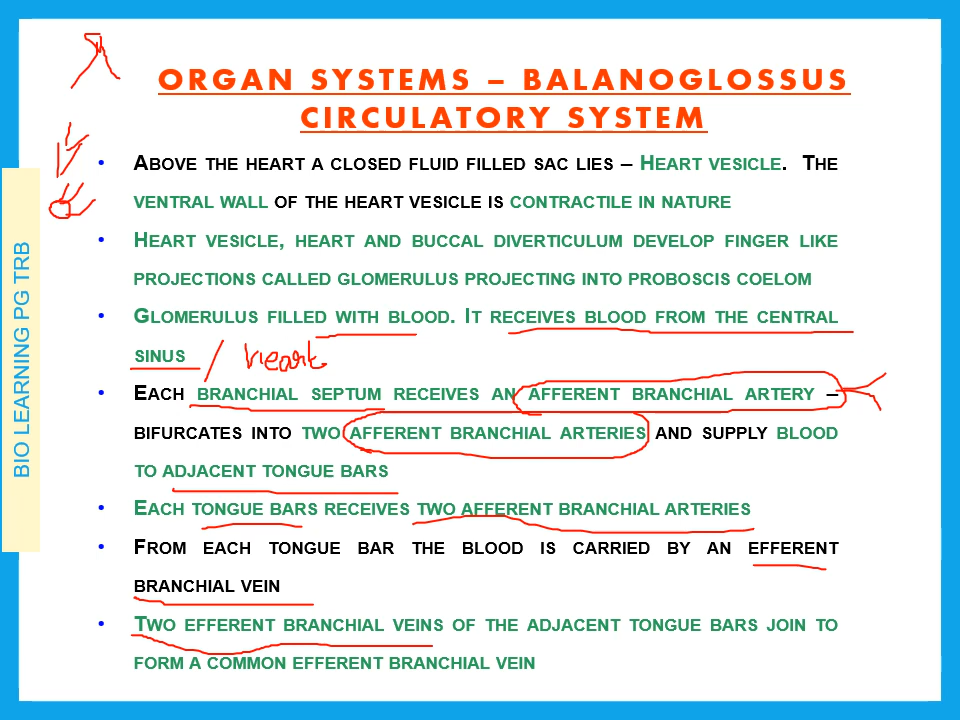 ORGAN SYSTEMS – BALANOGLOSSUS
CIRCULATORY SYSTEM
• ABOVE THE HEART A CLOSED FLUID FILLED SAC LIES – HEART VESICLE. THE
VENTRAL WALL OF THE HEART VESICLE IS CONTRACTILE IN NATURE
• HEART VESICLE, HEART AND BUCCAL DIVERTICULUM DEVELOP FINGER LIKE
PROJECTIONS CALLED GLOMERULUS PROJECTING INTO PROBOSCIS COELOM
• GLOMERULUS FILLED WITH BLOOD. IT RECEIVES BLOOD FROM THE CENTRAL
SINUS / Heart
• EACH BRANCHIAL SEPTUM RECEIVES AN AFFERENT BRANCHIAL ARTERY –
BIFURCATES INTO TWO AFFERENT BRANCHIAL ARTERIES AND SUPPLY BLOOD
TO ADJACENT TONGUE BARS
• EACH TONGUE BARS RECEIVES TWO AFFERENT BRANCHIAL ARTERIES
• FROM EACH TONGUE BAR THE BLOOD IS CARRIED BY AN EFFERENT
BRANCHIAL VEIN
• TWO EFFERENT BRANCHIAL VEINS OF THE ADJACENT TONGUE BARS JOIN TO
FORM A COMMON EFFERENT BRANCHIAL VEIN
BIO LEARNING PG TRB